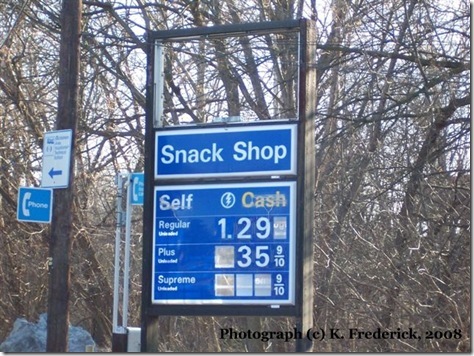 Snack Shop
Self Cash
Regular 1.29
Unleaded
Plus 35 9/10
Unleaded
Supreme 9/10
Unleaded
Phone
Photograph (c) K. Frederick, 2008